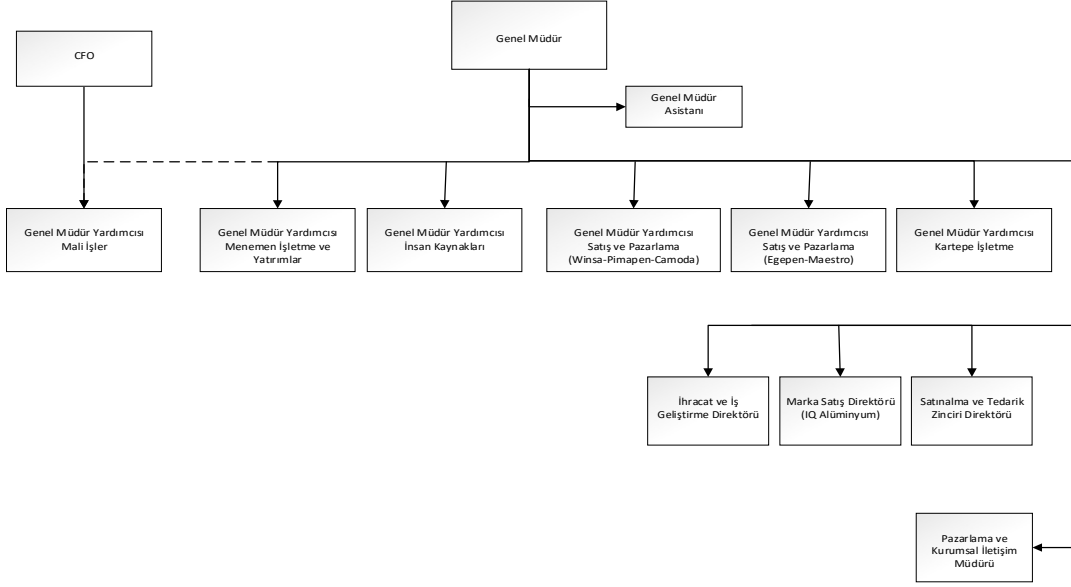 Genel Müdür
CFO
Genel Müdür
Asistanı
Genel Müdür Yardımcısı
Mali İşler
Genel Müdür Yardımcısı
Menemen İşletme ve
Yatırımlar
Genel Müdür Yardımcısı
İnsan Kaynakları
Genel Müdür Yardımcısı
Satış ve Pazarlama
(Winsa-Pimapen-Camoda)
Genel Müdür Yardımcısı
Satış ve Pazarlama
(Egepen-Maestro)
Genel Müdür Yardımcısı
Kartepe İşletme
İhracat ve İş
Geliştirme Direktörü
Marka Satış Direktörü
(IQ Alüminyum)
Satınalma ve Tedarik
Zinciri Direktörü
Pazarlama ve
Kurumsal İletişim
Müdürü